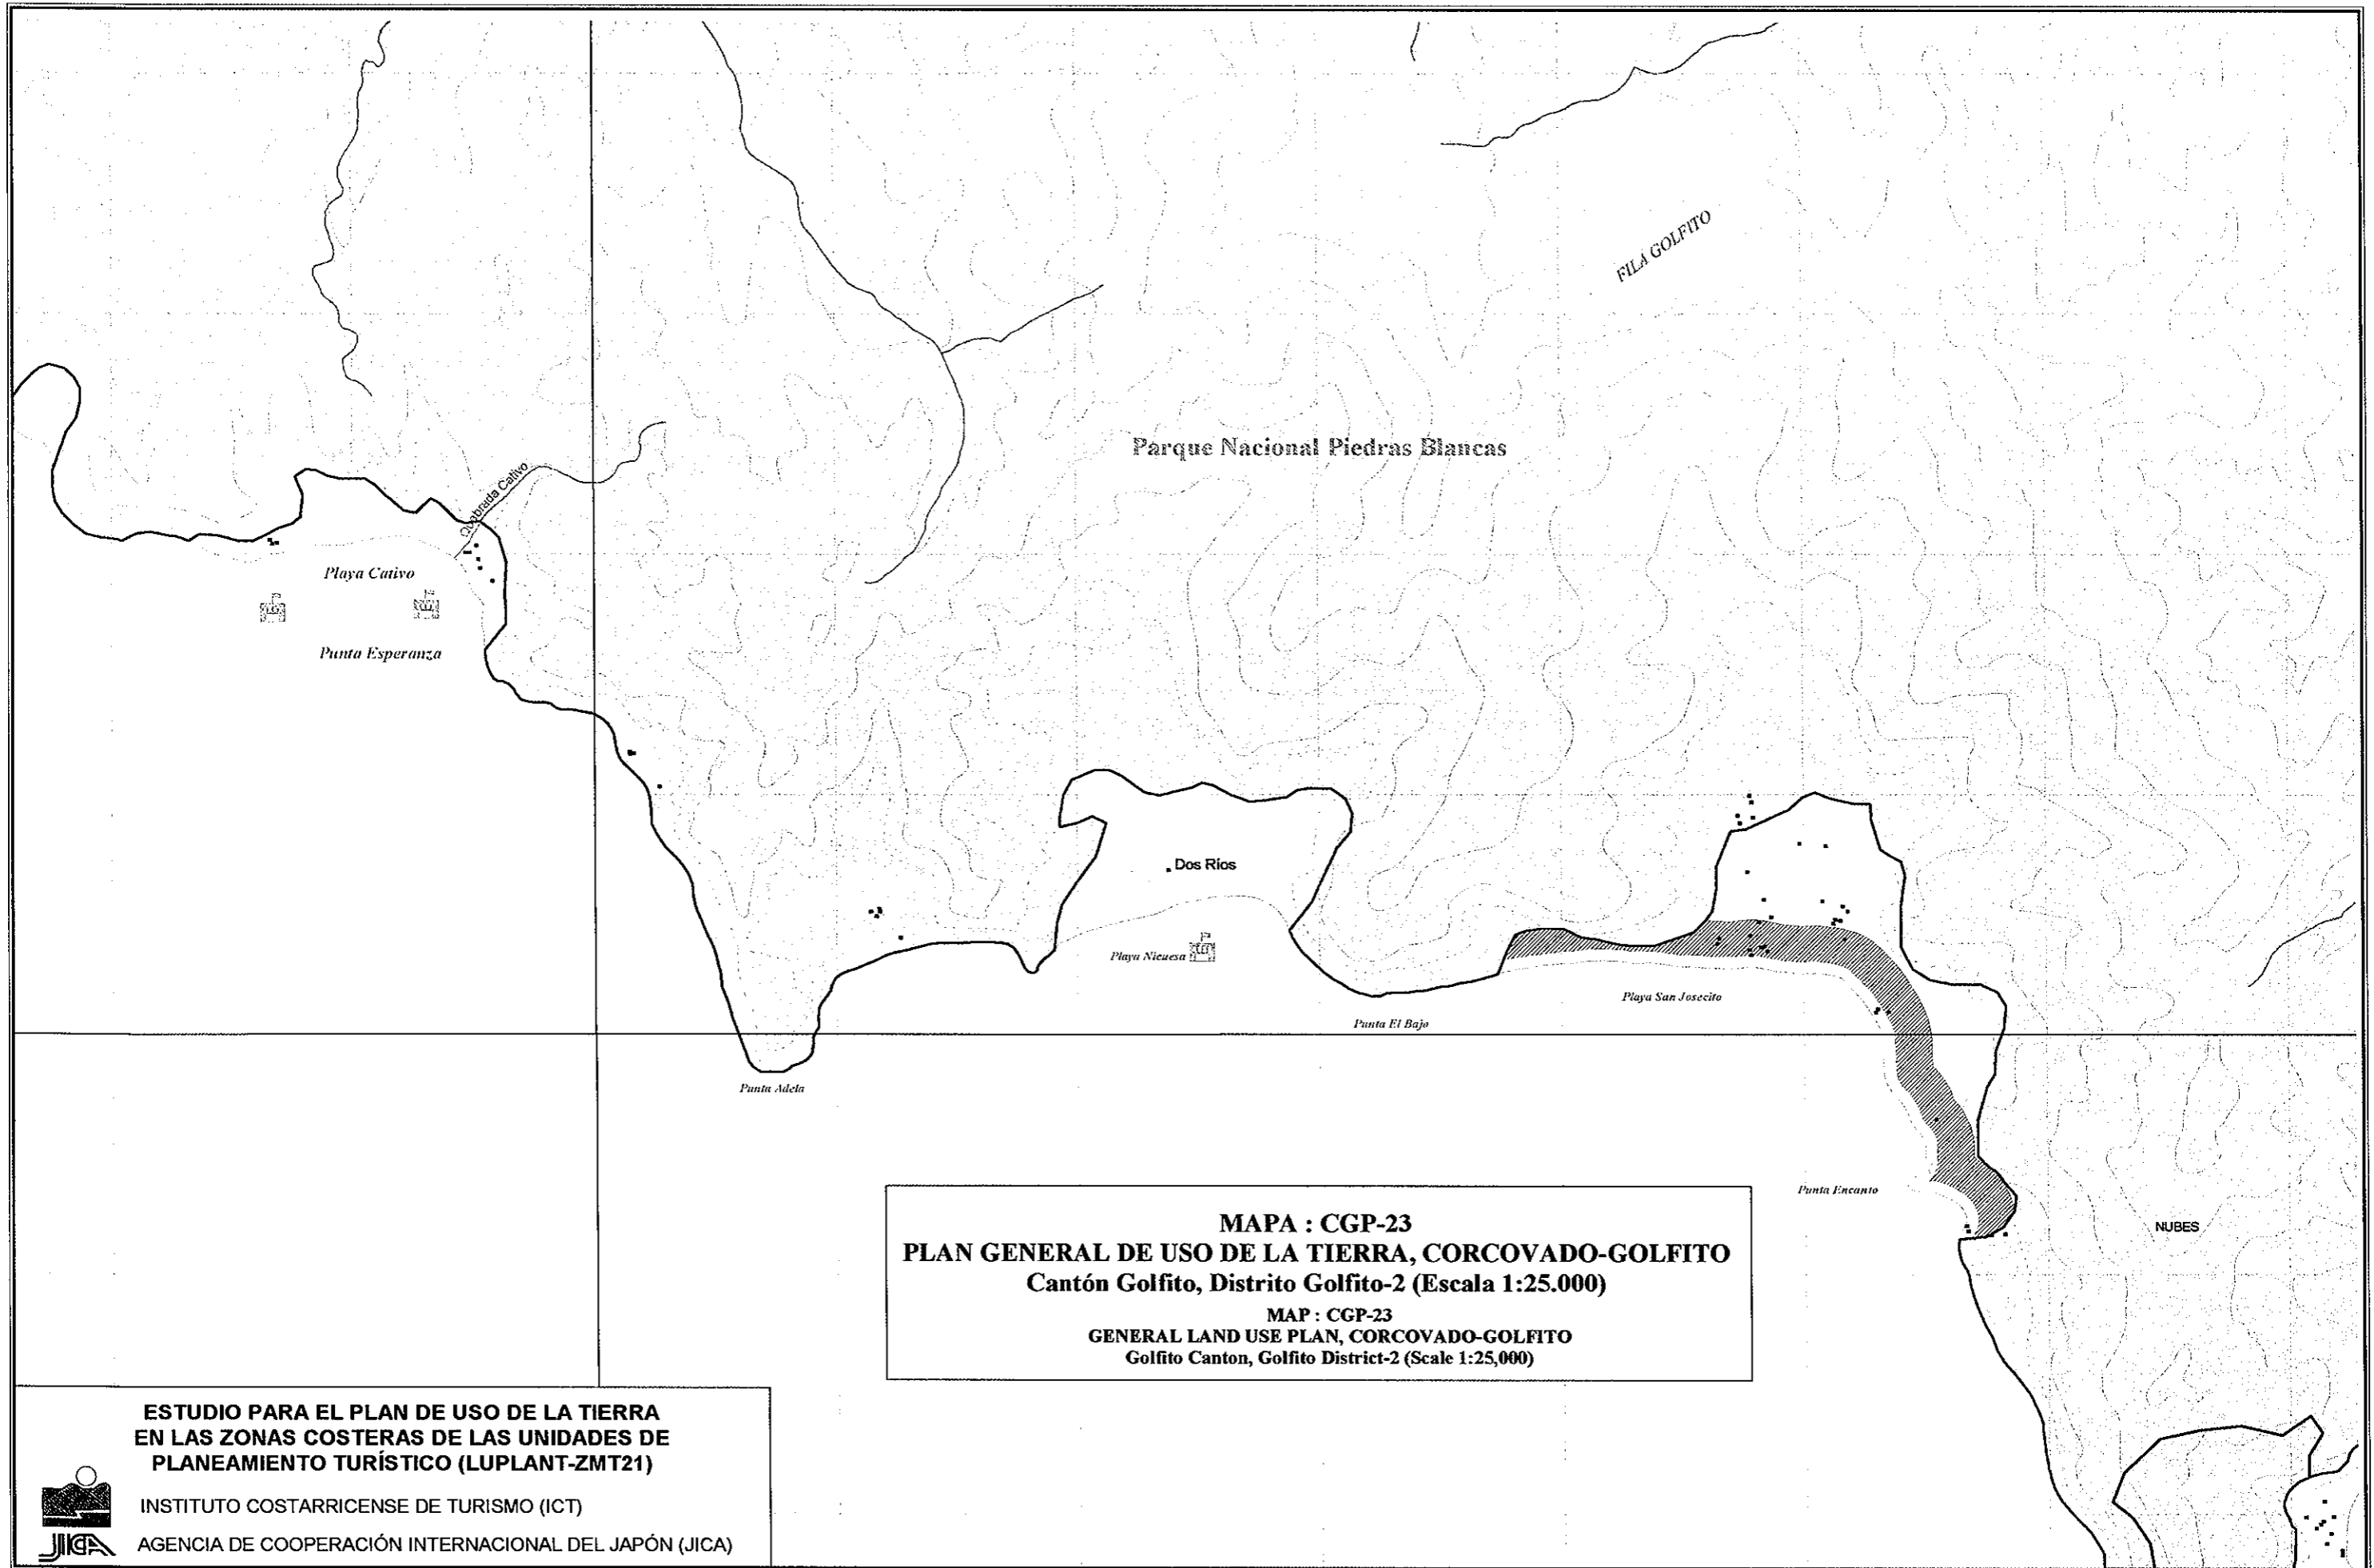 FILA GOLFITO
Parque Nacional Piedras Blancas
Quebrada Cativo
Playa Cativo
Punta Esperanza
Dos Ríos
Playa Nicuesa
Playa San Josecito
Punta El Bajo
Punta Adela
Punta Encanto
NUBES
MAPA : CGP-23
PLAN GENERAL DE USO DE LA TIERRA, CORCOVADO-GOLFITO
Cantón Golfito, Distrito Golfito-2 (Escala 1:25.000)
MAP : CGP-23
GENERAL LAND USE PLAN, CORCOVADO-GOLFITO
Golfito Canton, Golfito District-2 (Scale 1:25,000)
ESTUDIO PARA EL PLAN DE USO DE LA TIERRA
EN LAS ZONAS COSTERAS DE LAS UNIDADES DE
PLANEAMIENTO TURÍSTICO (LUPLANT-ZMT21)
INSTITUTO COSTARRICENSE DE TURISMO (ICT)
JICA AGENCIA DE COOPERACIÓN INTERNACIONAL DEL JAPÓN (JICA)